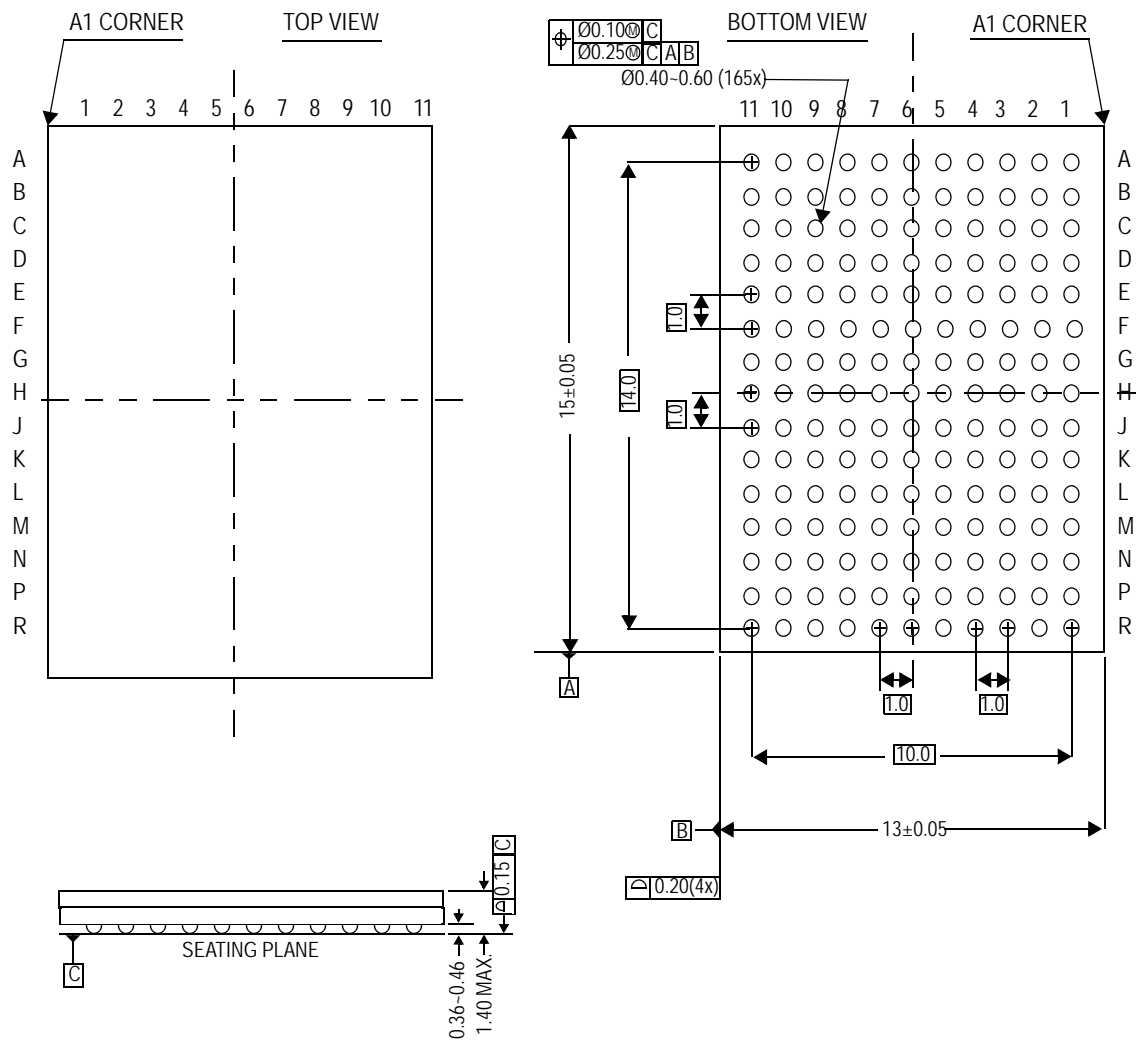 A1 CORNER
TOP VIEW
1 2 3 4 5 6 7 8 9 10 11
A
B
C
D
E
F
G
H
J
K
L
M
N
P
R
Ø0.10Ⓜ C
Ø0.25Ⓜ C A B
Ø0.40~0.60 (165x)
BOTTOM VIEW
A1 CORNER
11 10 9 8 7 6 5 4 3 2 1
A
B
C
D
E
F
G
H
J
K
L
M
N
P
R
15±0.05
14.0
1.0
1.0
A
1.0
1.0
10.0
B
13±0.05
0.20(4x)
0.15 C
SEATING PLANE
C
0.36~0.46
1.40 MAX.